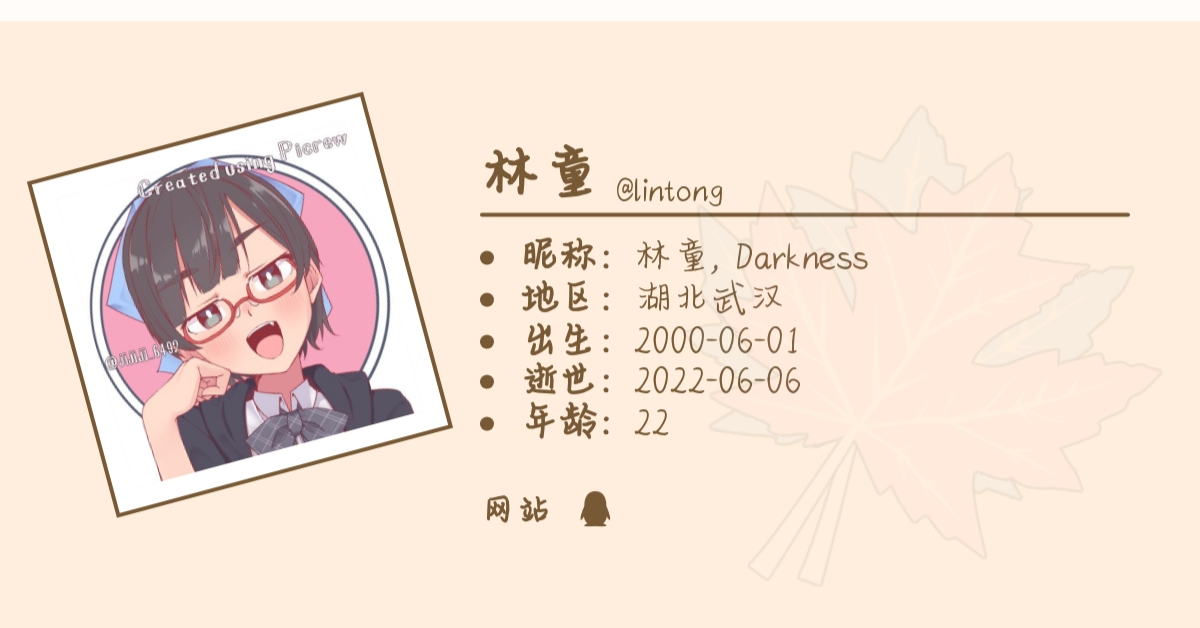 Created using Picrew
@JIJIJI_6499
林童 @lintong
昵称：林童, Darkness
地区：湖北武汉
出生：2000-06-01
逝世：2022-06-06
年龄：22
网站